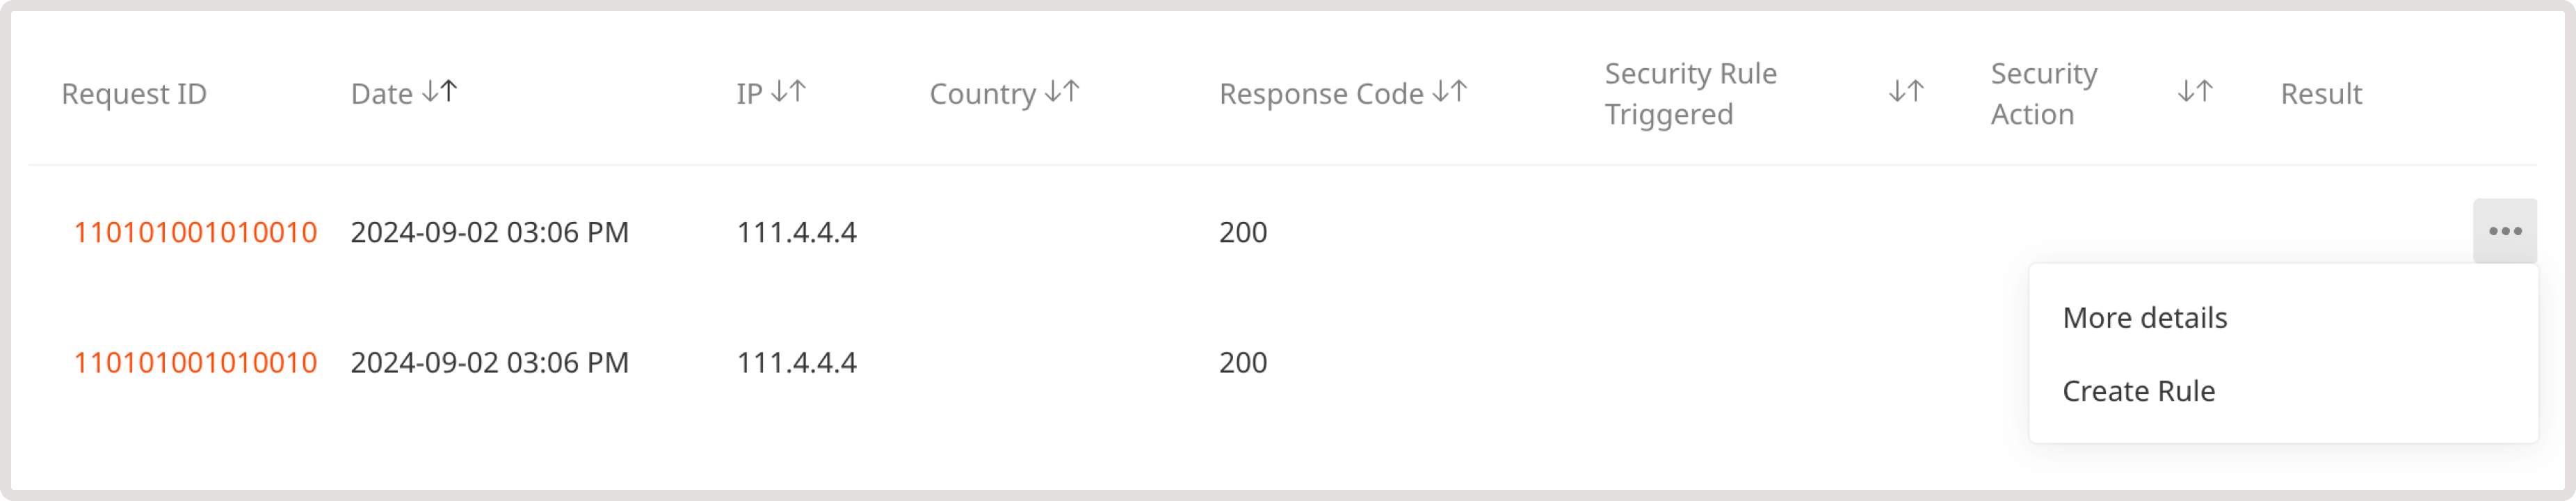 Request ID Date IP Country Response Code Security Rule Triggered Security Action Result
110101001010010 2024-09-02 03:06 PM 111.4.4.4 200
More details
110101001010010 2024-09-02 03:06 PM 111.4.4.4 200
Create Rule